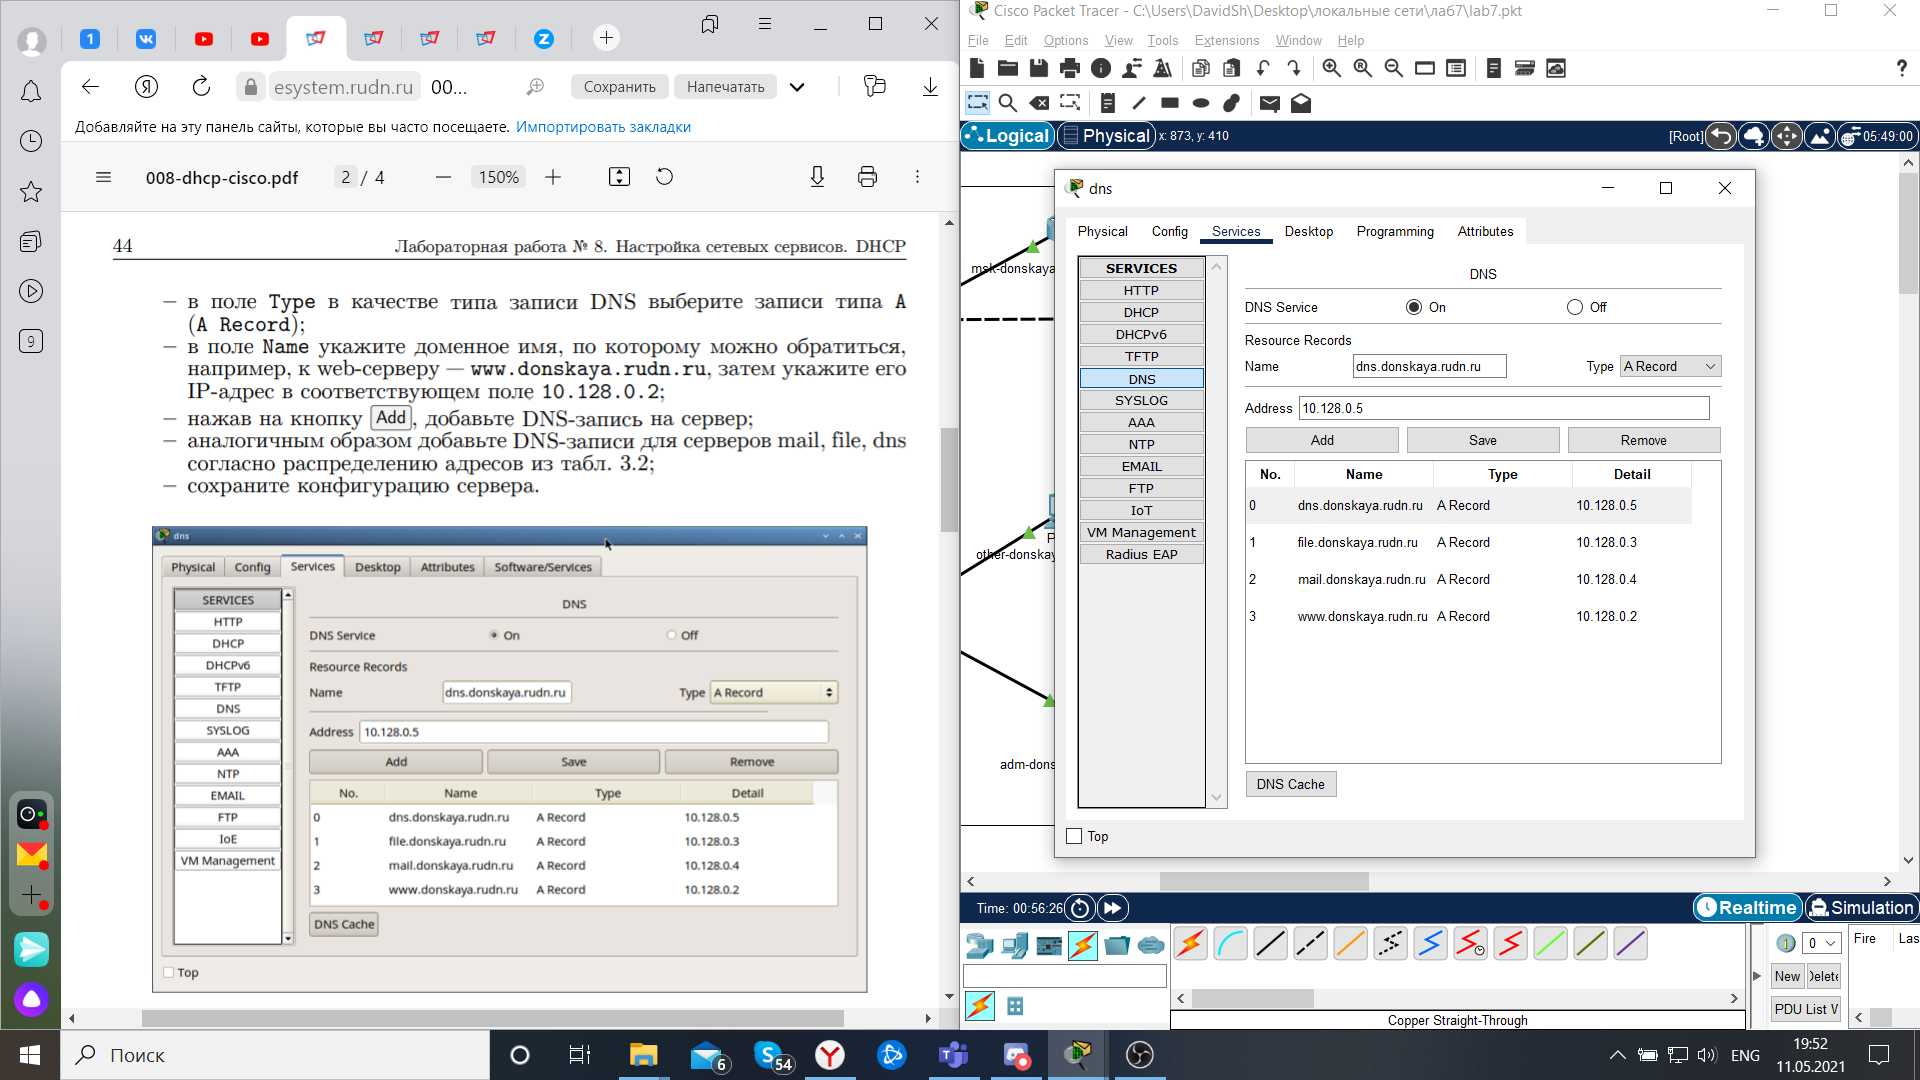 1
esystem.rudn.ru
00...
Сохранить
Напечатать
Добавляйте на эту панель сайты, которые вы часто посещаете. Импортировать закладки
008-dhcp-cisco.pdf
2 / 4
150%
9
44
Лабораторная работа № 8. Настройка сетевых сервисов. DHCP
– в поле Type в качестве типа записи DNS выберите записи типа A
(A Record);
– в поле Name укажите доменное имя, по которому можно обратиться,
например, к web-серверу — www.donskaya.rudn.ru, затем укажите его
IP-адрес в соответствующем поле 10.128.0.2;
– нажав на кнопку Add, добавьте DNS-запись на сервер;
– аналогичным образом добавьте DNS-записи для серверов mail, file, dns
согласно распределению адресов из табл. 3.2;
– сохраните конфигурацию сервера.
dns
Physical
Config
Services
Desktop
Attributes
Software/Services
SERVICES
HTTP
DHCP
DHCPv6
TFTP
DNS
SYSLOG
AAA
NTP
EMAIL
FTP
IoE
VM Management
DNS
DNS Service
On
Off
Resource Records
Name
dns.donskaya.rudn.ru
Type
A Record
Address
10.128.0.5
Add
Save
Remove
No. Name Type Detail
0 dns.donskaya.rudn.ru A Record 10.128.0.5
1 file.donskaya.rudn.ru A Record 10.128.0.3
2 mail.donskaya.rudn.ru A Record 10.128.0.4
3 www.donskaya.rudn.ru A Record 10.128.0.2
DNS Cache
Top
Cisco Packet Tracer - C:\Users\DavidSh\Desktop\локальные сети\ла67\lab7.pkt
File Edit Options View Tools Extensions Window Help
?
Logical
Physical
x: 873, y: 410
[Root]
05:49:00
msk-donskaya
P
other-donskay
adm-dons
dns
Physical
Config
Services
Desktop
Programming
Attributes
SERVICES
HTTP
DHCP
DHCPv6
TFTP
DNS
SYSLOG
AAA
NTP
EMAIL
FTP
IoT
VM Management
Radius EAP
DNS
DNS Service
On
Off
Resource Records
Name
dns.donskaya.rudn.ru
Type
A Record
Address
10.128.0.5
Add
Save
Remove
No. Name Type Detail
0 dns.donskaya.rudn.ru A Record 10.128.0.5
1 file.donskaya.rudn.ru A Record 10.128.0.3
2 mail.donskaya.rudn.ru A Record 10.128.0.4
3 www.donskaya.rudn.ru A Record 10.128.0.2
DNS Cache
Top
Time: 00:56:26
Realtime
Simulation
Copper Straight-Through
0
New
Delete
PDU List W
Fire
Las
Поиск
6
54
ENG
19:52
11.05.2021